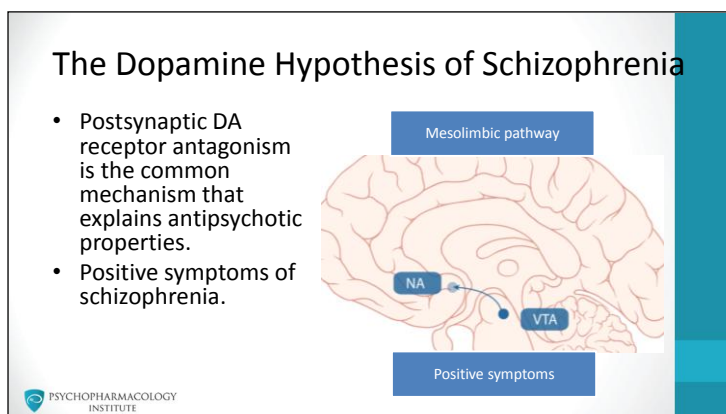 The Dopamine Hypothesis of Schizophrenia
• Postsynaptic DA
receptor antagonism
is the common
mechanism that
explains antipsychotic
properties.
• Positive symptoms of
schizophrenia.
Mesolimbic pathway
NA
VTA
Positive symptoms
PSYCHOPHARMACOLOGY
INSTITUTE